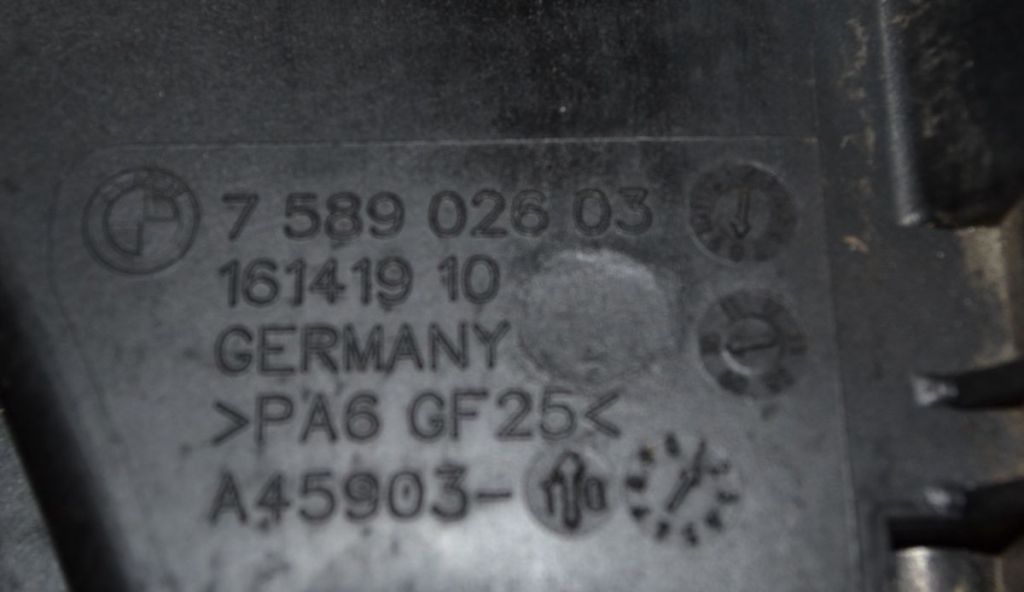 7 589 026 03
161419 10
GERMANY
>PA6 GF25<
A45903-